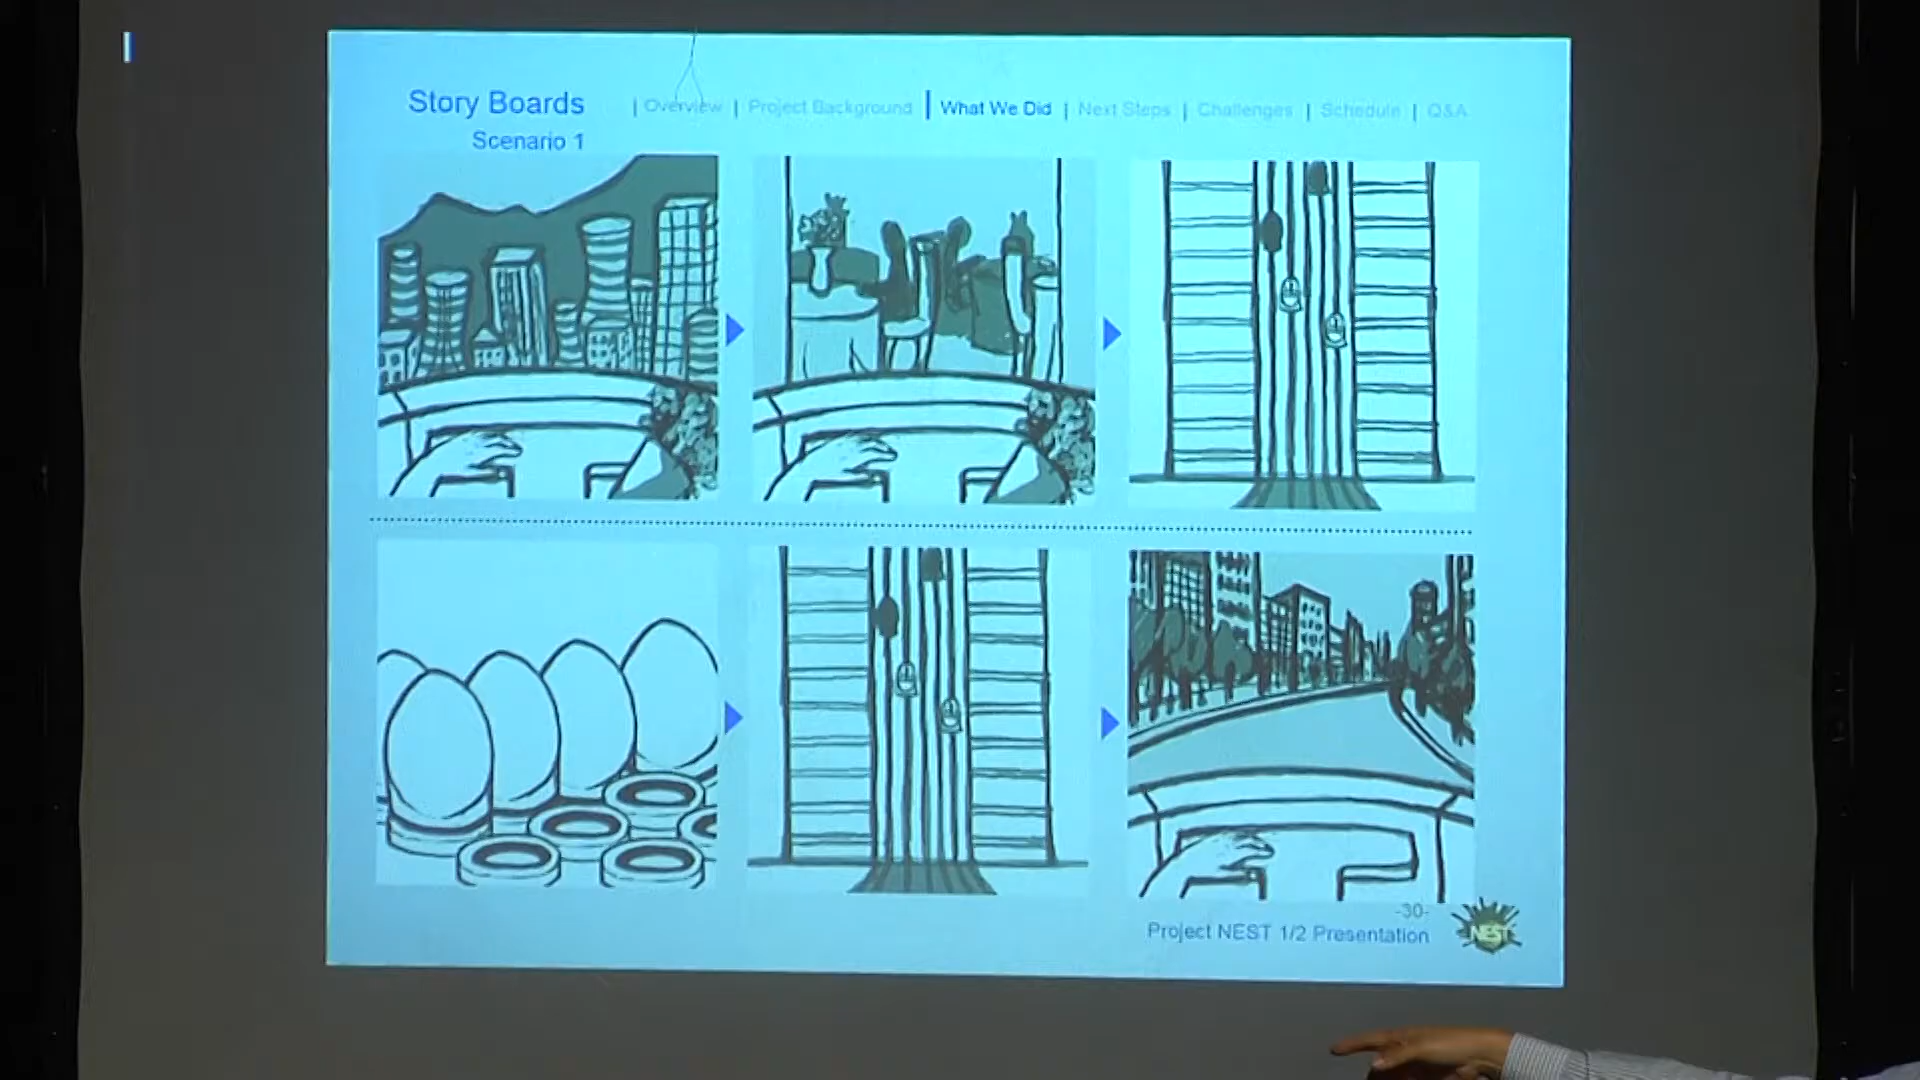 Story Boards
Scenario 1
| Overview | Project Background | What We Did | Next Steps | Challenges | Schedule | Q&A
-30-
Project NEST 1/2 Presentation
NEST